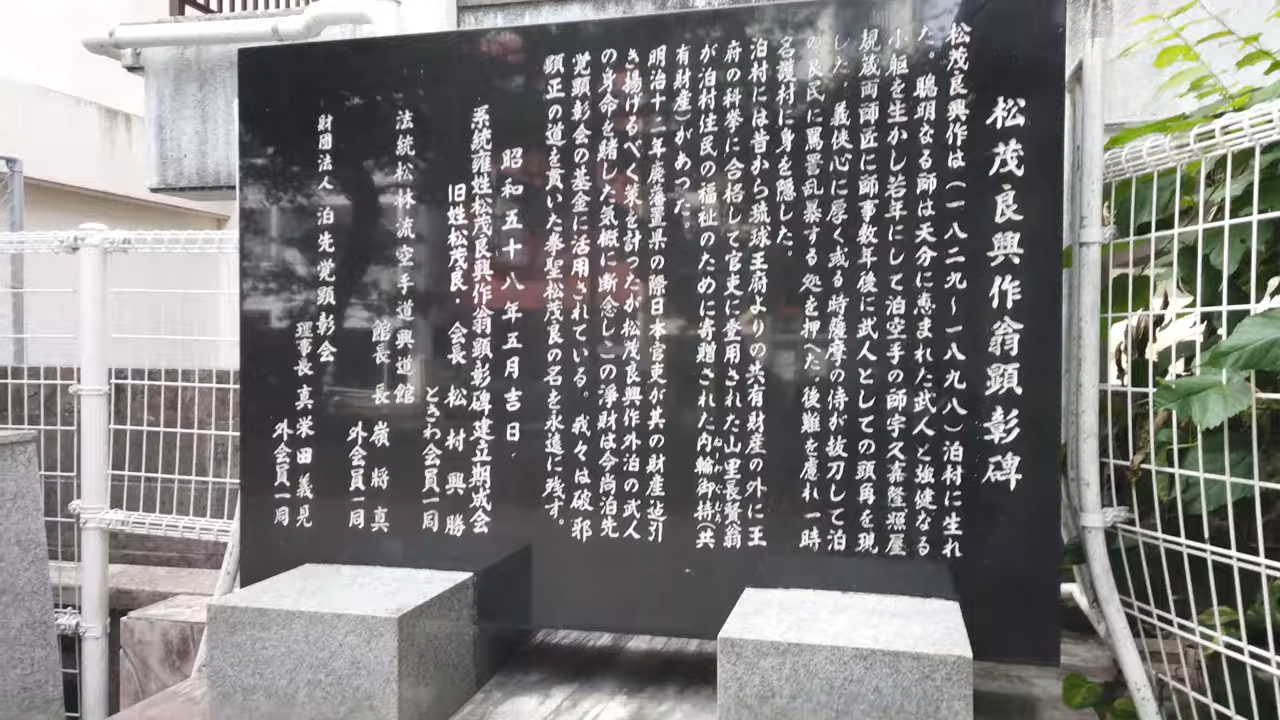 松茂良興作翁顕彰碑
松茂良興作は(一八二九～一八九八)泊村に生れ
た。聰明なる師は天分に恵まれた武人と強健なる
小躯を生かし若年にして泊空手の師宇久嘉隆照屋
規蔵両師匠に師事数年後に武人としての頭角を現
した。義侠心に厚く或る時薩摩の侍が抜刀して泊
の民民に罵詈乱暴する処を押へた。後難を慮れ一時
名護村に身を隠した。
泊村には昔から琉球王府よりの共有財産の外に王
府の科挙に合格して官吏に登用された山里長賢翁
が泊村住民の福祉のために寄贈された内輪御持(共
有財産)があった。
明治十二年廃藩置県の際日本官吏が其の財産迠引
き揚げるべく策を計ったが松茂良興作外泊の武人
の身命を賭した気概に断念しこの浄財は今尚泊先
覚顕彰会の基金に活用されている。我々は破邪
顕正の道を貫いた拳聖松茂良の名を永遠に残す。
昭和五十八年五月吉日
系統雍姓松茂良興作翁顕彰碑建立期成会
旧姓松茂良・会長 松村興勝
ときわ会員一同
法統松林流空手道興道館
館長 長嶺将真
外会員一同
財団法人 泊先覚顕彰会
理事長 真栄田義見
外会員一同